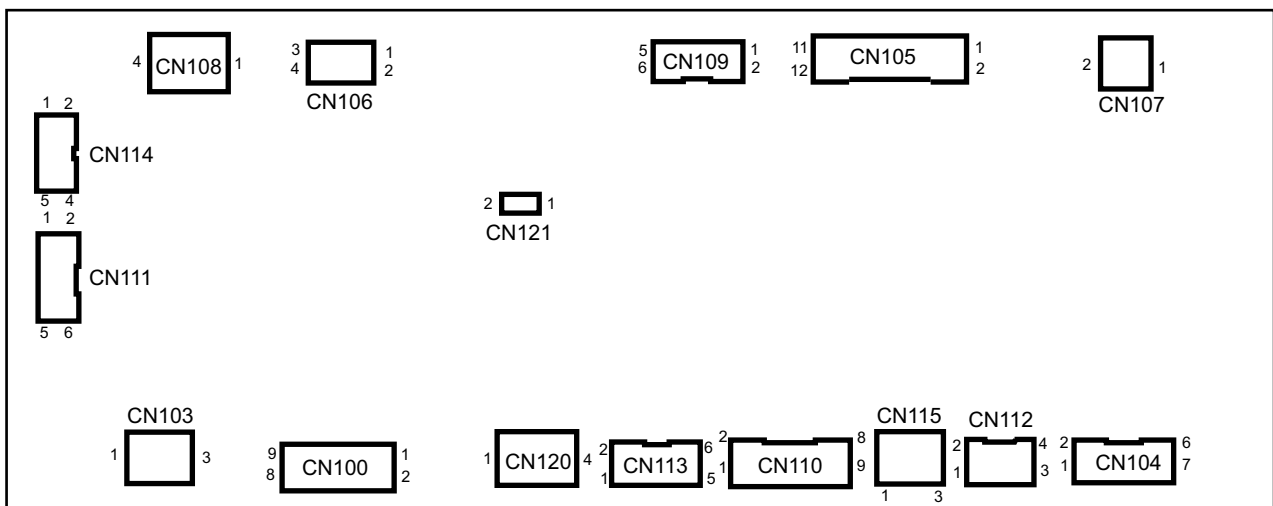 4 CN108 1
3 1
4 2
CN106
5 CN109 1
6 2
11 CN105 1
12 2
2 1
CN107
1 2
CN114
5 4
1 2
CN111
5 6
2 1
CN121
CN103
1 3
9 CN100 1
8 2
1 CN120 4
2 6
CN113
1 5
2 8
1 CN110 9
CN115
1 3
CN112
2 4
1 3
2 6
1 CN104 7